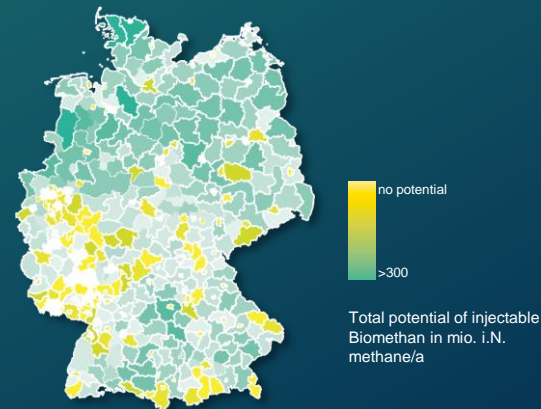 no potential
>300
Total potential of injectable
Biomethan in mio. i.N.
methane/a